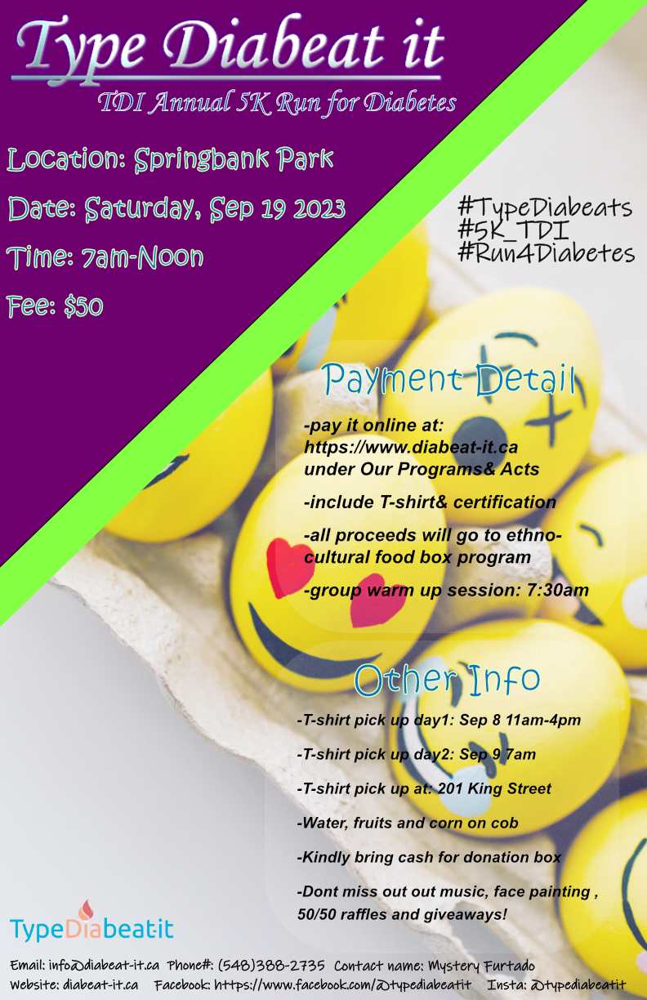 Type Diabeat it
TDI Annual 5K Run for Diabetes
Location: Springbank Park
Date: Saturday, Sep 19 2023
Time: 7am-Noon
Fee: $50
#TypeDiabeats
#5K_TDI
#Run4Diabetes
Payment Detail
-pay it online at:
https://www.diabeat-it.ca
under Our Programs& Acts
-include T-shirt& certification
-all proceeds will go to ethno-
cultural food box program
-group warm up session: 7:30am
Other Info
-T-shirt pick up day1: Sep 8 11am-4pm
-T-shirt pick up day2: Sep 9 7am
-T-shirt pick up at: 201 King Street
-Water, fruits and corn on cob
-Kindly bring cash for donation box
-Dont miss out out music, face painting ,
50/50 raffles and giveaways!
TypeDiabeat-it
Email: info@diabeat-it.ca Phone#: (548)388-2735 Contact name: Mystery Furtado
Website: diabeat-it.ca Facebook: https://www.facebook.com/@typediabeatit Insta: @typediabeatit